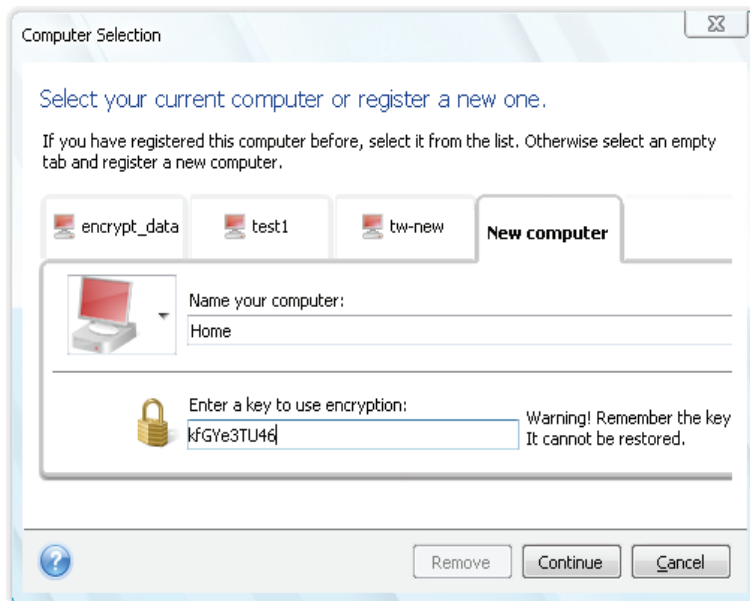 Computer Selection
Select your current computer or register a new one.
If you have registered this computer before, select it from the list. Otherwise select an empty
tab and register a new computer.
encrypt_data test1 tw-new New computer
Name your computer:
Home
Enter a key to use encryption:
kfGYe3TU46
Warning! Remember the key
It cannot be restored.
? Remove Continue Cancel